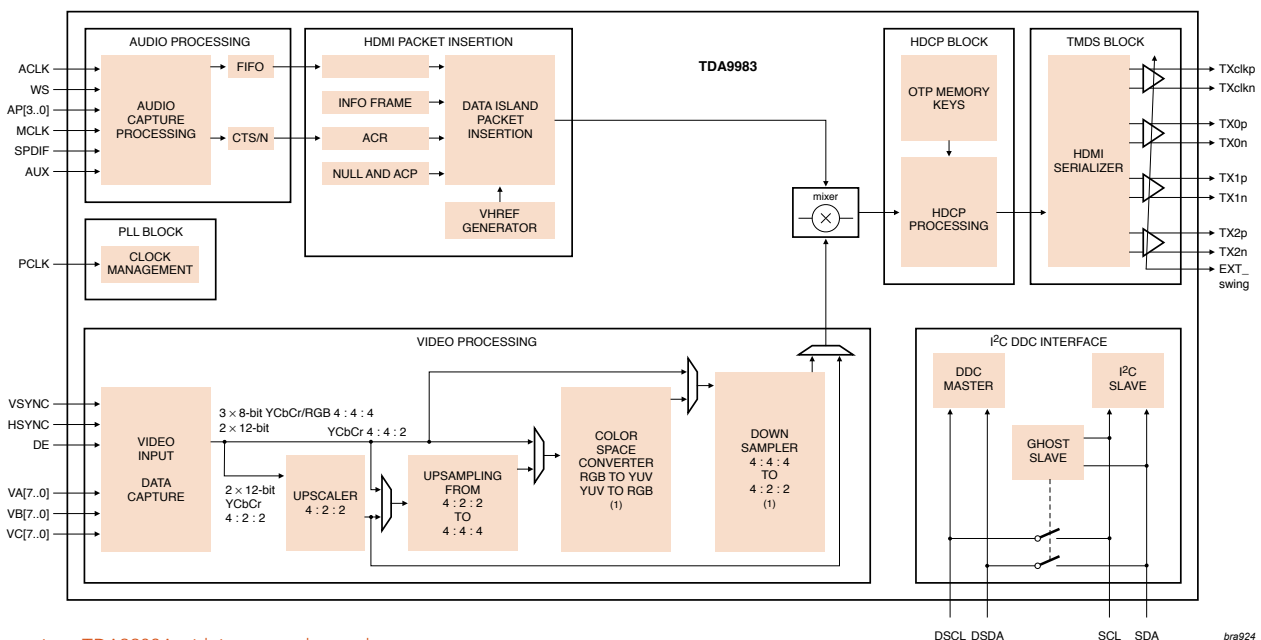 AUDIO PROCESSING
HDMI PACKET INSERTION
TDA9983
HDCP BLOCK
TMDS BLOCK
ACLK
WS
AP[3..0]
MCLK
SPDIF
AUX
AUDIO
CAPTURE
PROCESSING
FIFO
CTS/N
INFO FRAME
ACR
NULL AND ACP
DATA ISLAND
PACKET
INSERTION
VHREF
GENERATOR
mixer
OTP MEMORY
KEYS
HDCP
PROCESSING
HDMI
SERIALIZER
TXclkp
TXclkn
TX0p
TX0n
TX1p
TX1n
TX2p
TX2n
EXT_
swing
PLL BLOCK
PCLK
CLOCK
MANAGEMENT
VIDEO PROCESSING
VSYNC
HSYNC
DE
VA[7..0]
VB[7..0]
VC[7..0]
VIDEO
INPUT
DATA
CAPTURE
3 × 8-bit YCbCr/RGB 4 : 4 : 4
2 × 12-bit
YCbCr 4 : 2 : 2
2 × 12-bit
YCbCr
4 : 2 : 2
UPSCALER
4 : 2 : 2
UPSAMPLING
FROM
4 : 2 : 2
TO
4 : 4 : 4
COLOR
SPACE
CONVERTER
RGB TO YUV
YUV TO RGB
(1)
DOWN
SAMPLER
4 : 4 : 4
TO
4 : 2 : 2
(1)
I2C DDC INTERFACE
DDC
MASTER
I2C
SLAVE
GHOST
SLAVE
DSCL DSDA
SCL SDA
bra924